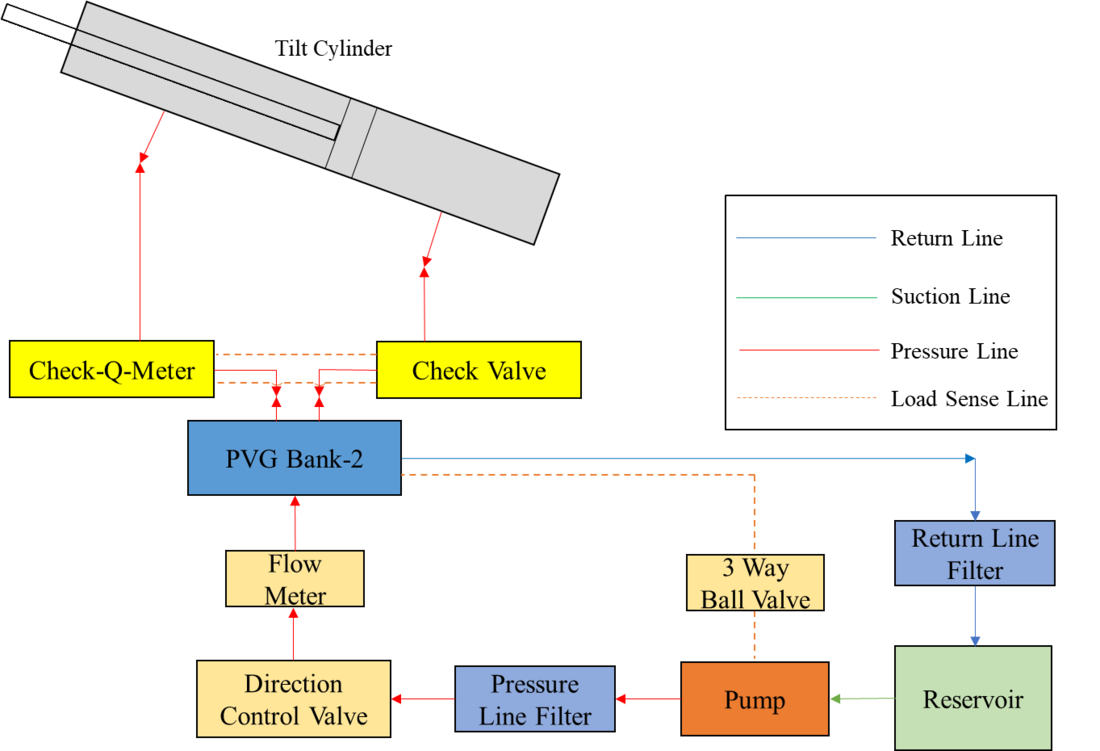 Tilt Cylinder
Return Line
Suction Line
Pressure Line
Load Sense Line
Check-Q-Meter
Check Valve
PVG Bank-2
Flow
Meter
3 Way
Ball Valve
Return Line
Filter
Direction
Control Valve
Pressure
Line Filter
Pump
Reservoir